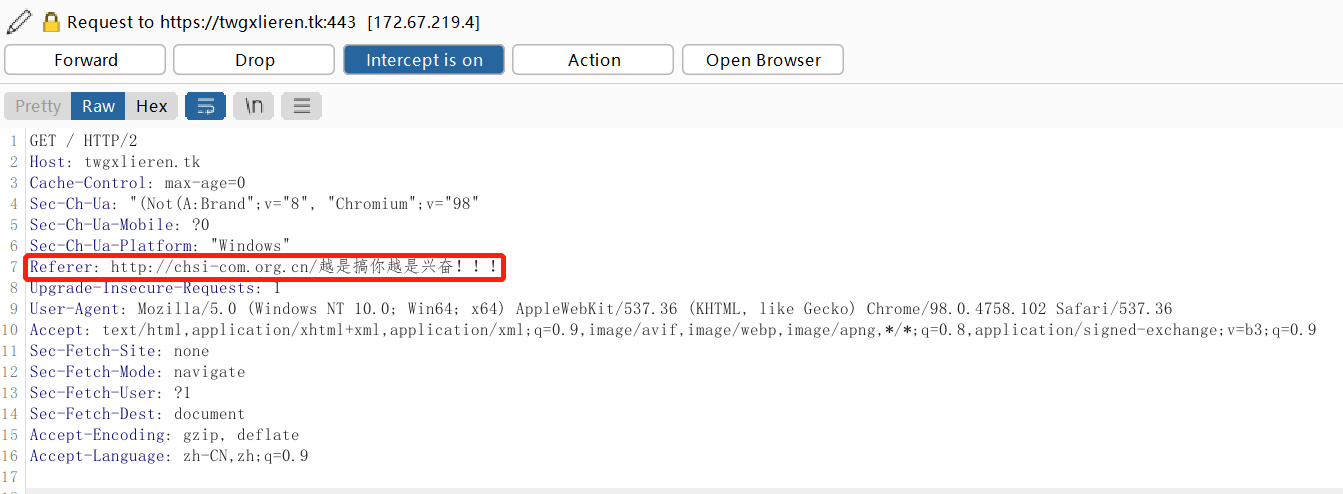 Request to https://twgxlieren.tk:443 [172.67.219.4]
Forward Drop Intercept is on Action Open Browser
Pretty Raw Hex \n
1 GET / HTTP/2
2 Host: twgxlieren.tk
3 Cache-Control: max-age=0
4 Sec-Ch-Ua: "(Not(A:Brand";v="8", "Chromium";v="98"
5 Sec-Ch-Ua-Mobile: ?0
6 Sec-Ch-Ua-Platform: "Windows"
7 Referer: http://chsi-com.org.cn/越是搞你越是兴奋！！！
8 Upgrade-Insecure-Requests: 1
9 User-Agent: Mozilla/5.0 (Windows NT 10.0; Win64; x64) AppleWebKit/537.36 (KHTML, like Gecko) Chrome/98.0.4758.102 Safari/537.36
10 Accept: text/html,application/xhtml+xml,application/xml;q=0.9,image/avif,image/webp,image/apng,*/*;q=0.8,application/signed-exchange;v=b3;q=0.9
11 Sec-Fetch-Site: none
12 Sec-Fetch-Mode: navigate
13 Sec-Fetch-User: ?1
14 Sec-Fetch-Dest: document
15 Accept-Encoding: gzip, deflate
16 Accept-Language: zh-CN,zh;q=0.9
17